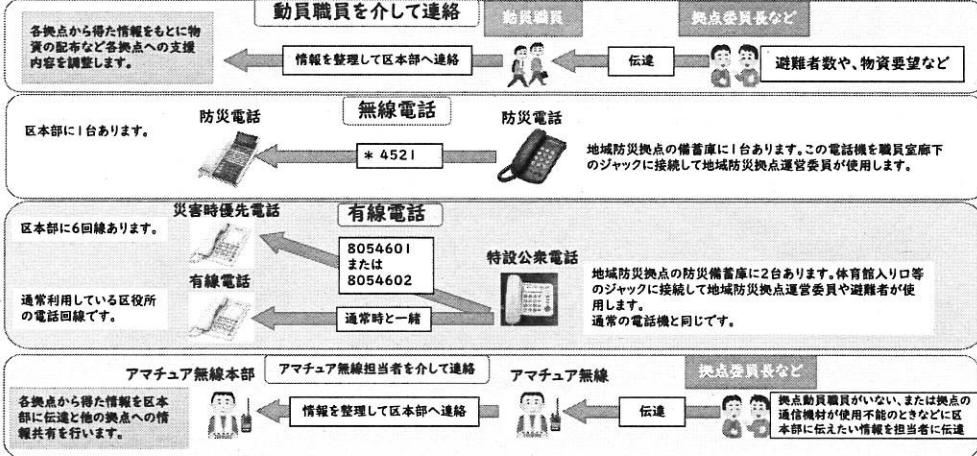 動員職員を介して連絡
動員職員
拠点委員長など
各拠点から得た情報をもとに物
資の配布など各拠点への支援
内容を調整します。
情報を整理して区本部へ連絡
伝達
避難者数や、物資要望など
無線電話
区本部に1台あります。
防災電話
* 4521
防災電話
地域防災拠点の備蓄庫に1台あります。この電話機を職員室廊下
のジャックに接続して地域防災拠点運営委員が使用します。
有線電話
災害時優先電話
区本部に6回線あります。
8054601
または
8054602
特設公衆電話
有線電話
通常利用している区役所
の電話回線です。
通常時と一緒
地域防災拠点の防災備蓄庫に2台あります。体育館入り口等
のジャックに接続して地域防災拠点運営委員や避難者が使
用します。
通常の電話機と同じです。
アマチュア無線担当者を介して連絡
アマチュア無線本部
アマチュア無線
拠点委員長など
各拠点から得た情報を区本
部に伝達と他の拠点への情
報共有を行います。
情報を整理して区本部へ連絡
伝達
拠点動員職員がいない、または拠点の
通信機材が使用不能のときなどに区
本部に伝えたい情報を担当者に伝達